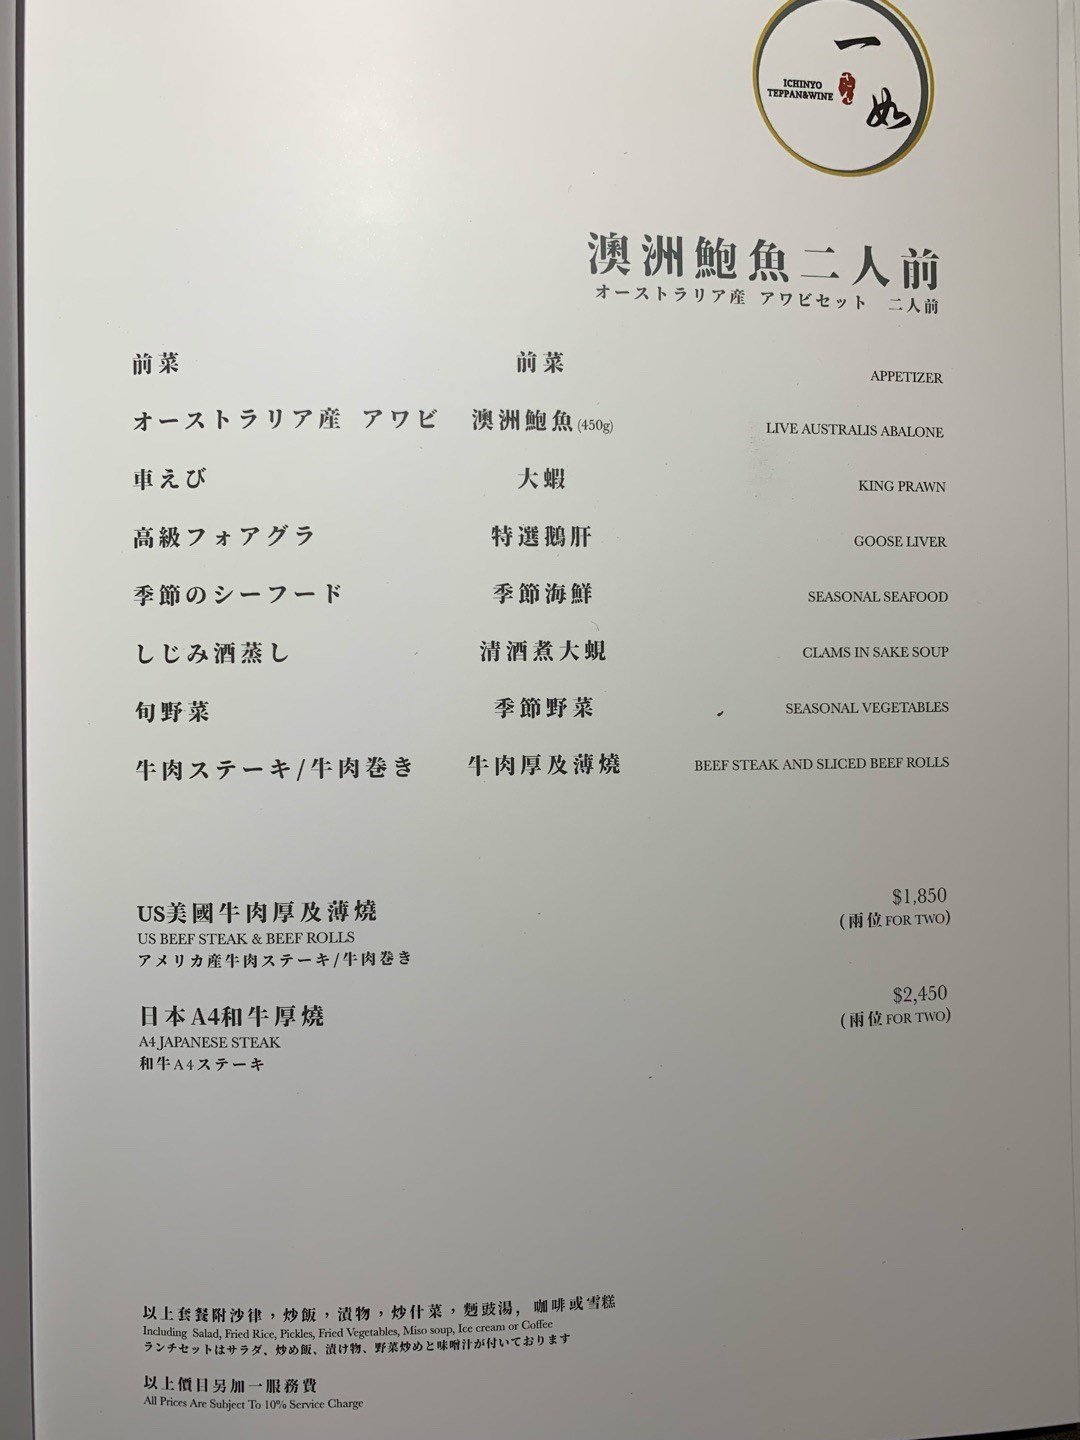 一
如
ICHINYO
TEPPAN&WINE
澳洲鮑魚二人前
オーストラリア産 アワビセット 二人前
前菜 前菜 APPETIZER
オーストラリア産 アワビ 澳洲鮑魚(450g) LIVE AUSTRALIS ABALONE
車えび 大蝦 KING PRAWN
高級フォアグラ 特選鵝肝 GOOSE LIVER
季節のシーフード 季節海鮮 SEASONAL SEAFOOD
しじみ酒蒸し 清酒煮大蜆 CLAMS IN SAKE SOUP
旬野菜 季節野菜 SEASONAL VEGETABLES
牛肉ステーキ/牛肉巻き 牛肉厚及薄燒 BEEF STEAK AND SLICED BEEF ROLLS
US美國牛肉厚及薄燒 $1,850
US BEEF STEAK & BEEF ROLLS (兩位 FOR TWO)
アメリカ産牛肉ステーキ/牛肉巻き
日本A4和牛厚燒 $2,450
A4 JAPANESE STEAK (兩位 FOR TWO)
和牛A4ステーキ
以上套餐附沙律，炒飯，漬物，炒什菜，麵豉湯，咖啡或雪糕
Including Salad, Fried Rice, Pickles, Fried Vegetables, Miso soup, Ice cream or Coffee
ランチセットはサラダ、炒め飯、漬け物、野菜炒めと味噌汁が付いております
以上價目另加一服務費
All Prices Are Subject To 10% Service Charge